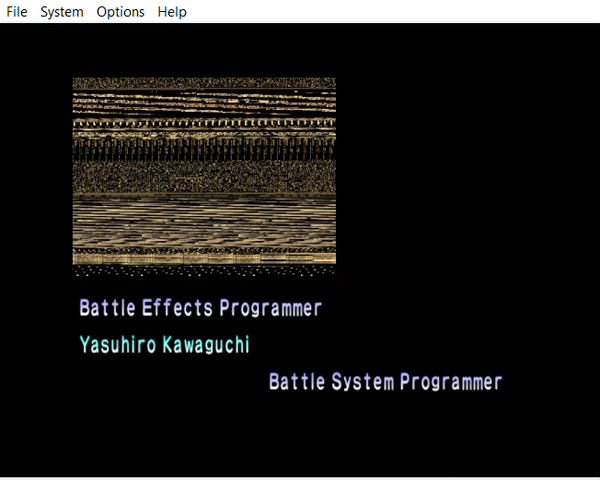 File System Options Help
Battle Effects Programmer
Yasuhiro Kawaguchi
Battle System Programmer